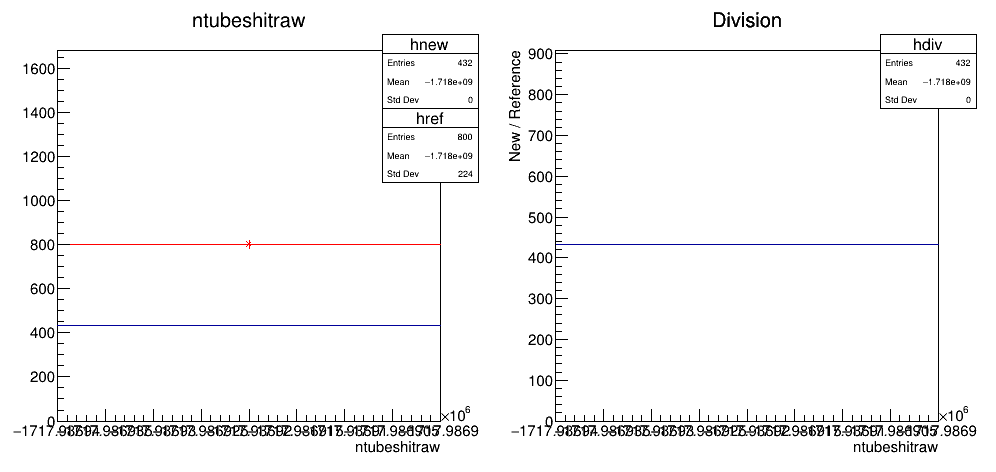 ntubeshitraw
hnew
Entries 432
Mean −1.718e+09
Std Dev 0
href
Entries 800
Mean −1.718e+09
Std Dev 224
1600
1400
1200
1000
800
600
400
200
0
×10⁶
ntubeshitraw
Division
hdiv
Entries 432
Mean −1.718e+09
Std Dev 0
New / Reference
900
800
700
600
500
400
300
200
100
0
×10⁶
ntubeshitraw